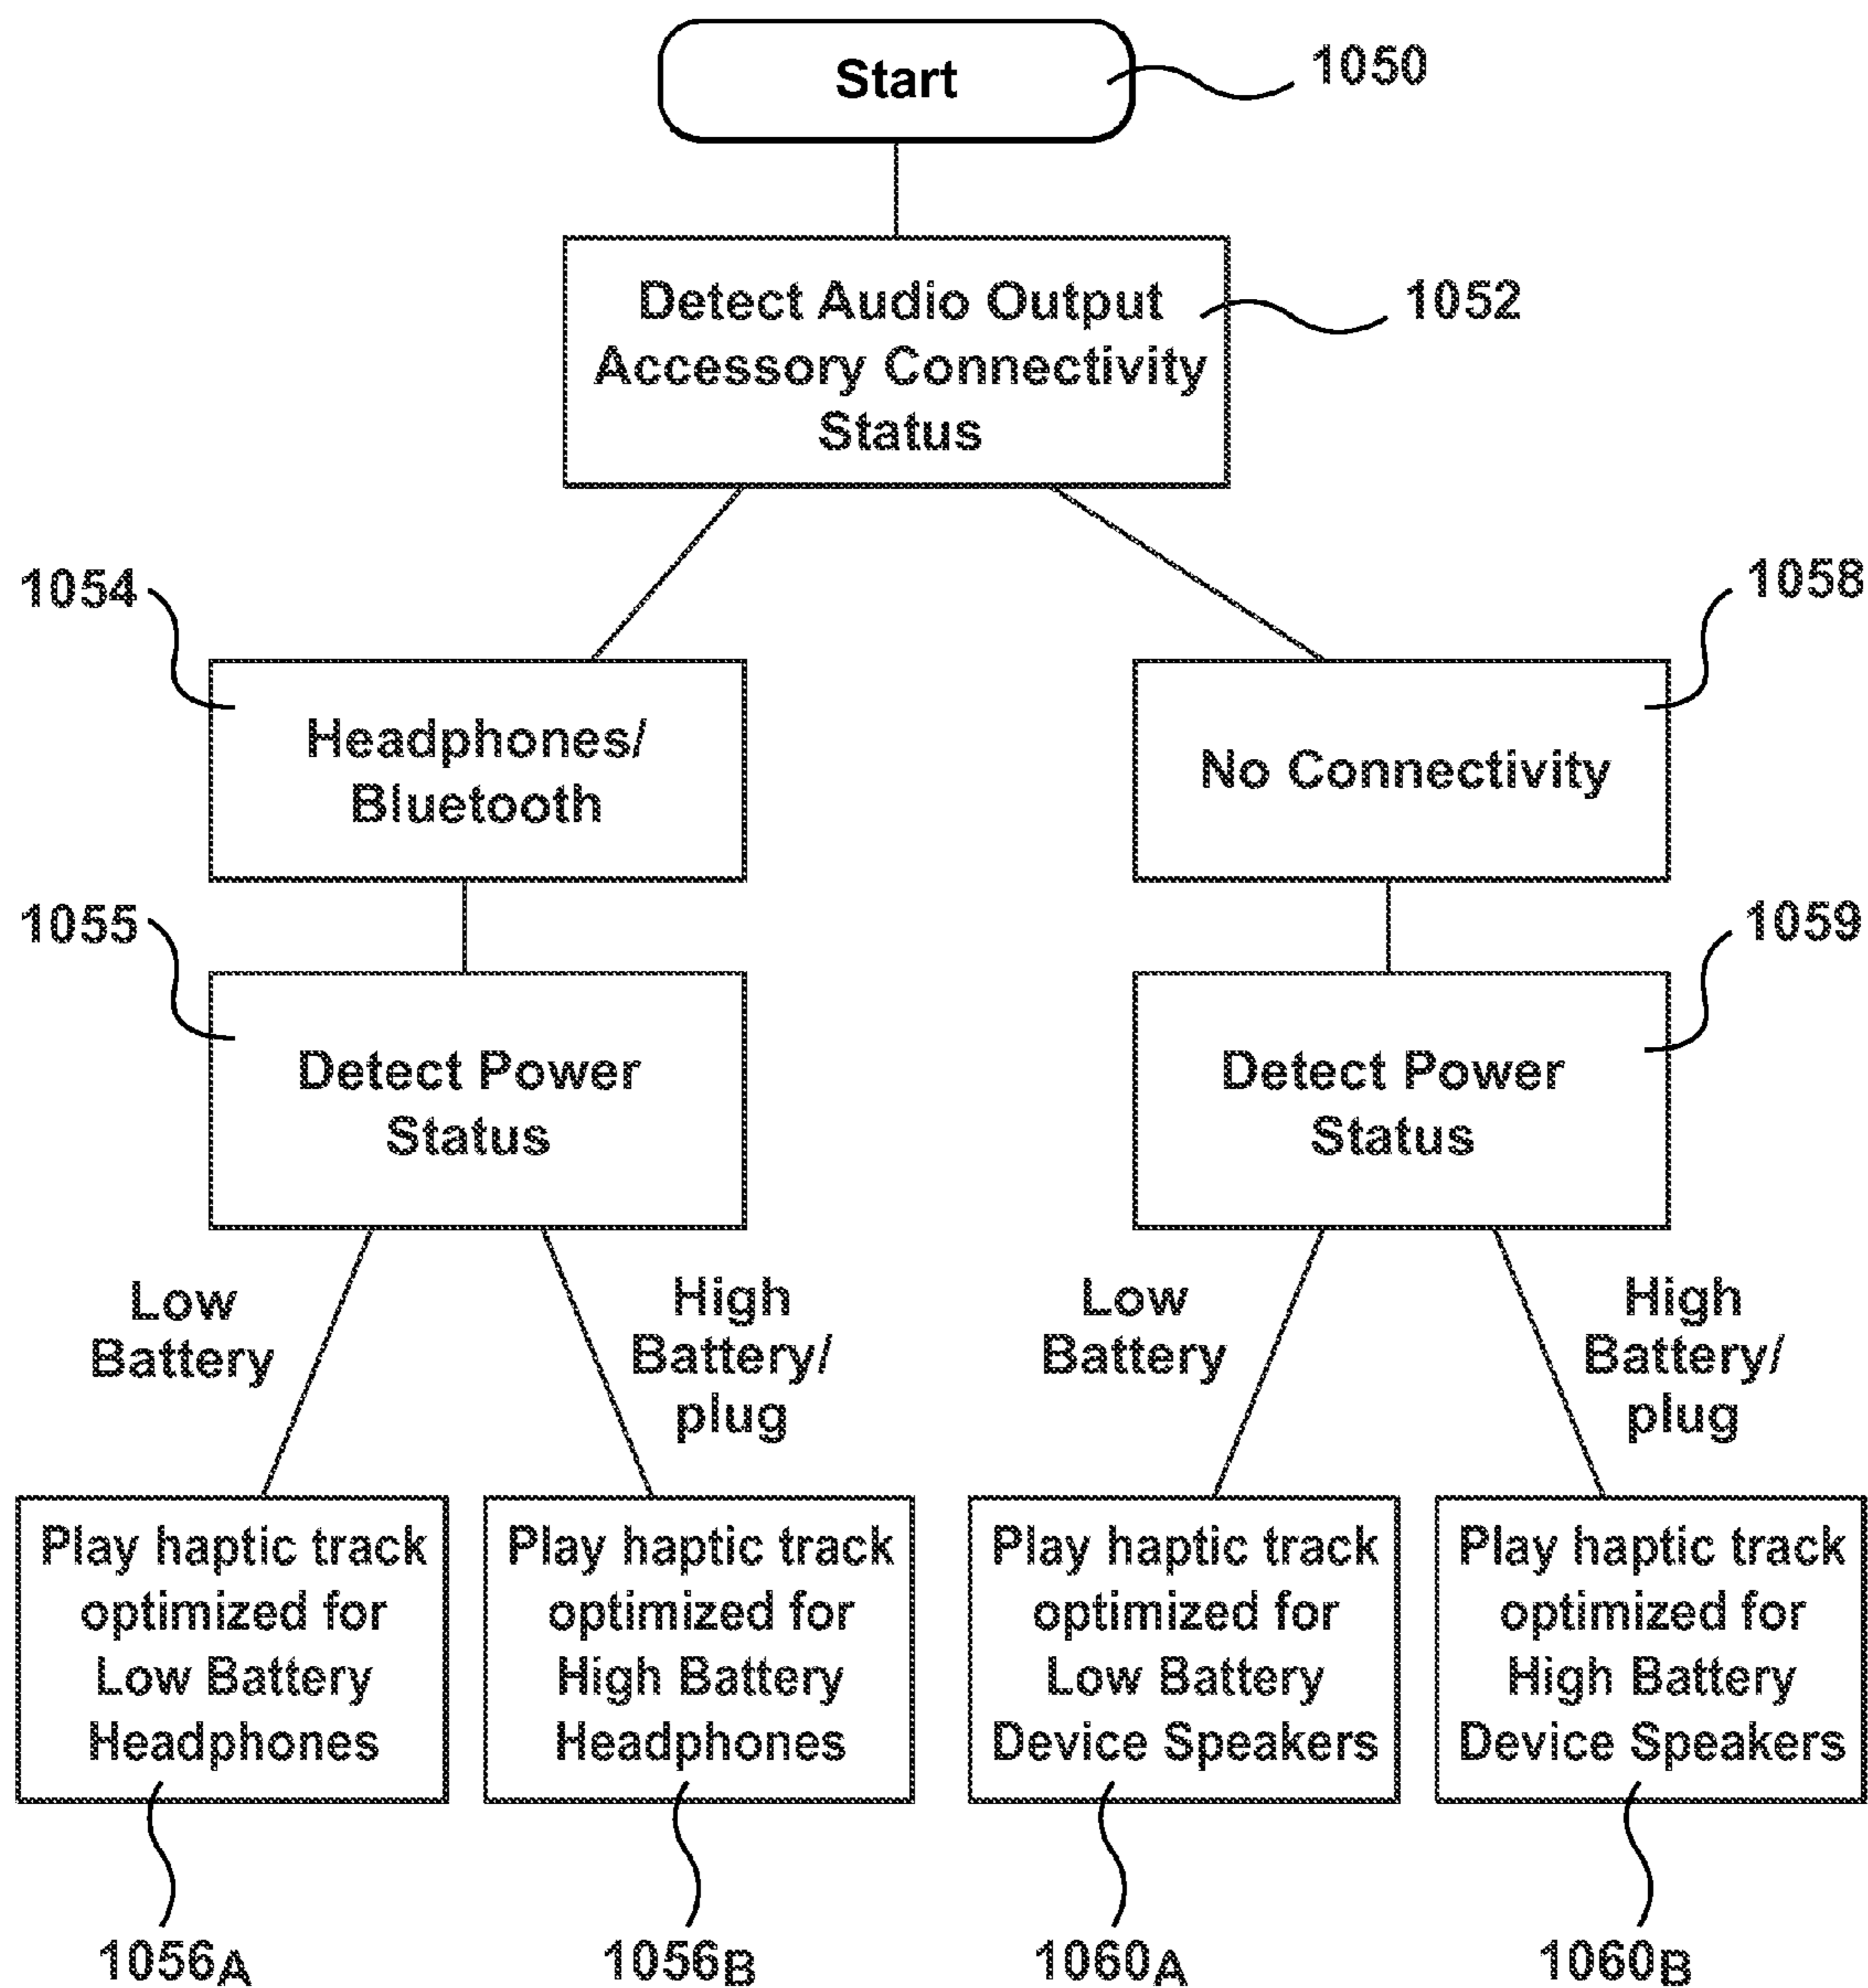 Start
1050
Detect Audio Output
Accessory Connectivity
Status
1052
1054
1058
Headphones/
Bluetooth
No Connectivity
1055
1059
Detect Power
Status
Detect Power
Status
Low
Battery
High
Battery/
plug
Low
Battery
High
Battery/
plug
Play haptic track
optimized for
Low Battery
Headphones
Play haptic track
optimized for
High Battery
Headphones
Play haptic track
optimized for
Low Battery
Device Speakers
Play haptic track
optimized for
High Battery
Device Speakers
1056A
1056B
1060A
1060B